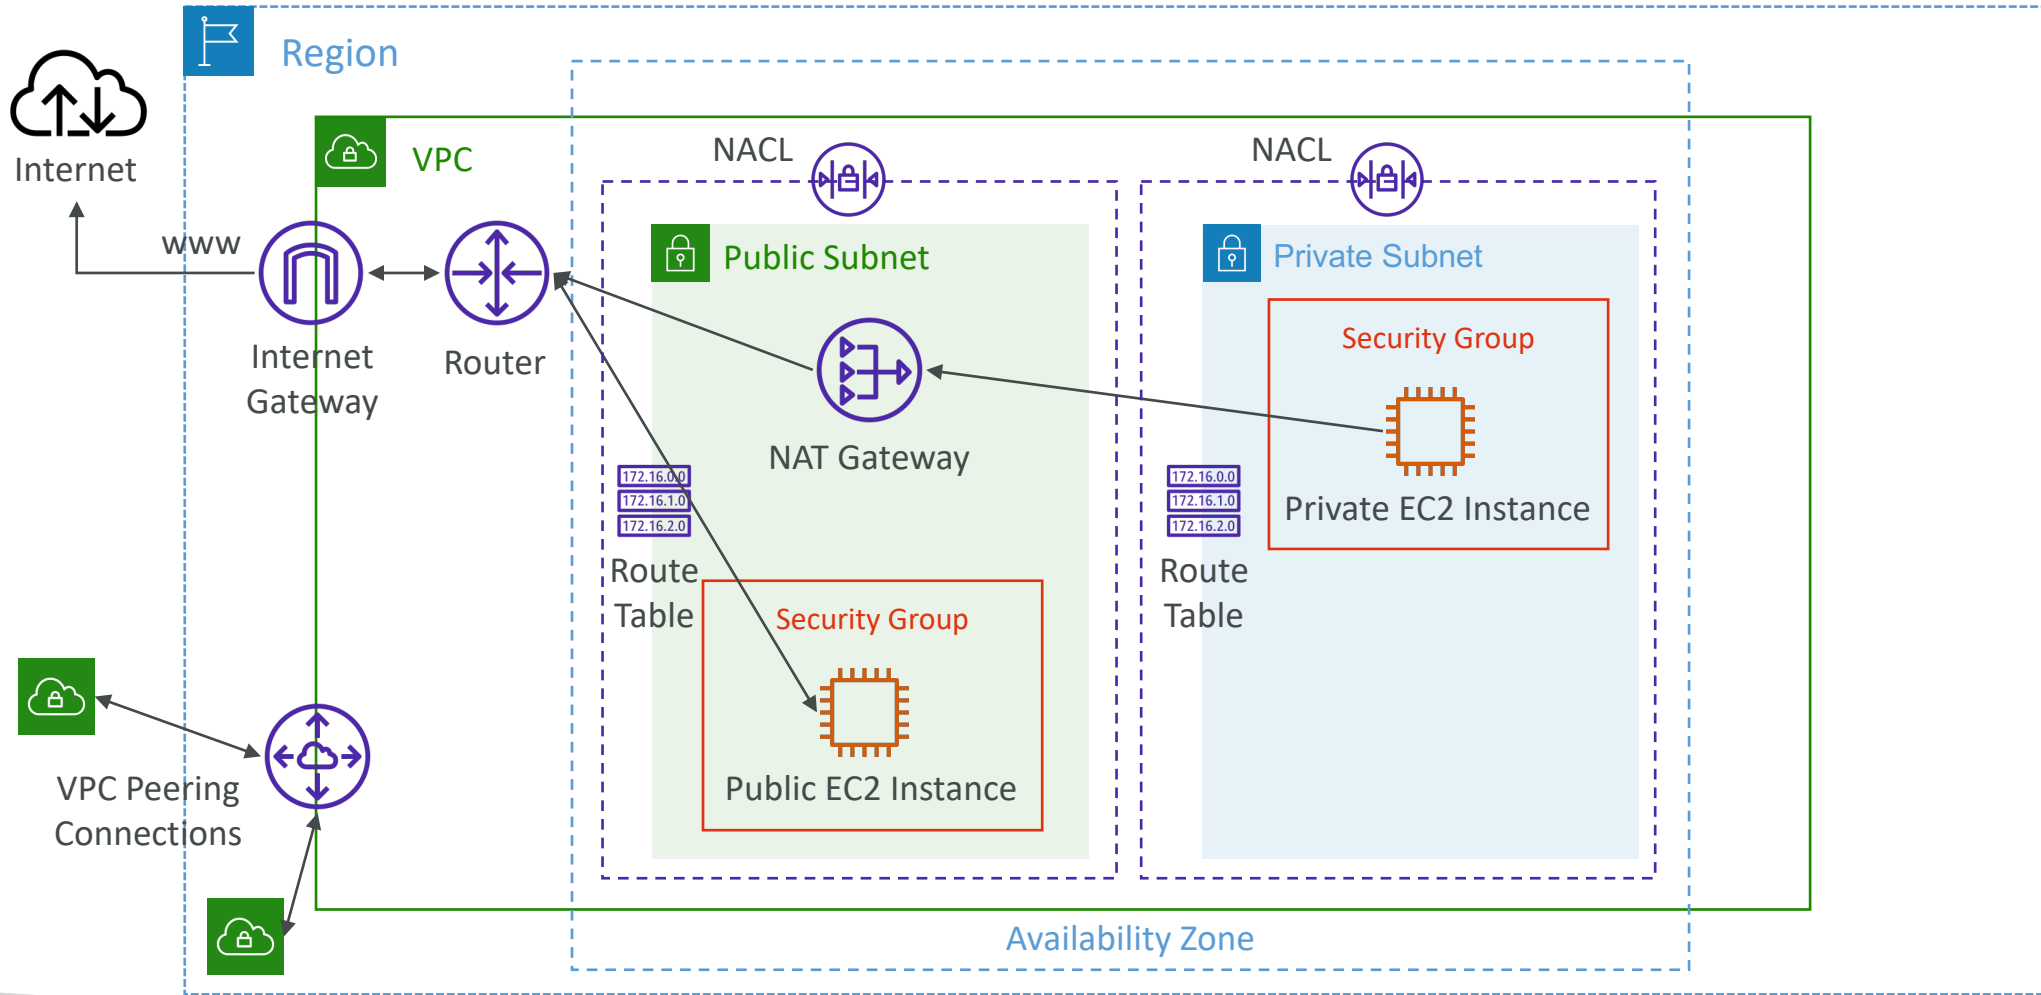 Region
Internet
VPC
NACL
NACL
www
Public Subnet
Private Subnet
Internet
Gateway
Router
Security Group
NAT Gateway
172.16.0.0
172.16.1.0
172.16.2.0
Route
Table
172.16.0.0
172.16.1.0
172.16.2.0
Route
Table
Private EC2 Instance
Security Group
Public EC2 Instance
VPC Peering
Connections
Availability Zone